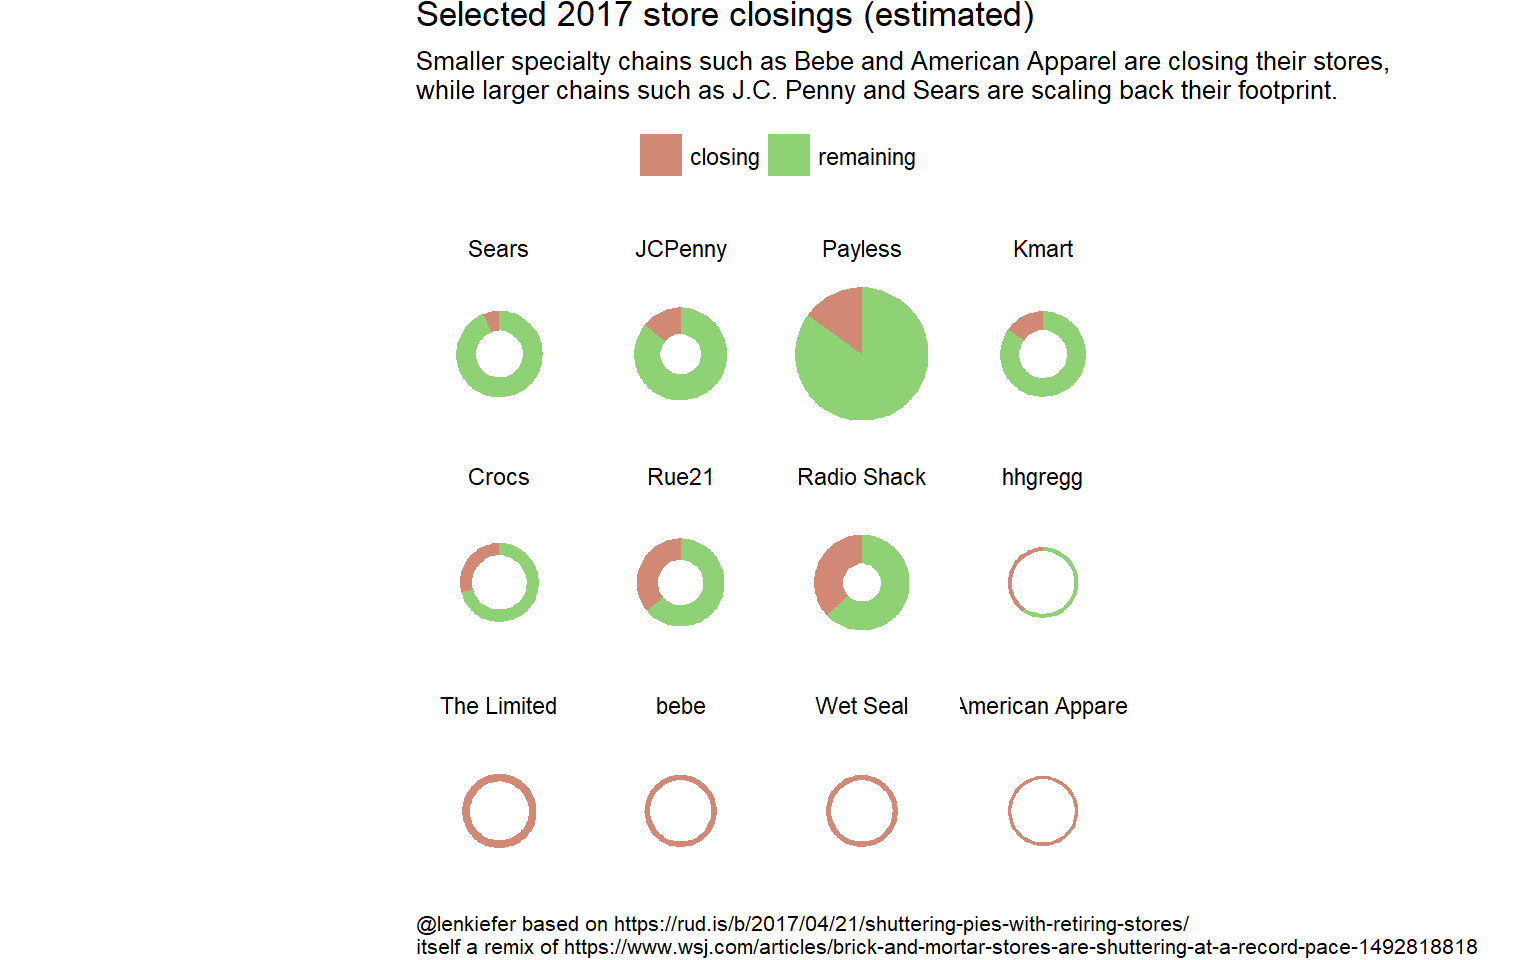 Selected 2017 store closings (estimated)
Smaller specialty chains such as Bebe and American Apparel are closing their stores,
while larger chains such as J.C. Penny and Sears are scaling back their footprint.
closing remaining
Sears JCPenny Payless Kmart
Crocs Rue21 Radio Shack hhgregg
The Limited bebe Wet Seal American Appare
@lenkiefer based on https://rud.is/b/2017/04/21/shuttering-pies-with-retiring-stores/
itself a remix of https://www.wsj.com/articles/brick-and-mortar-stores-are-shuttering-at-a-record-pace-1492818818